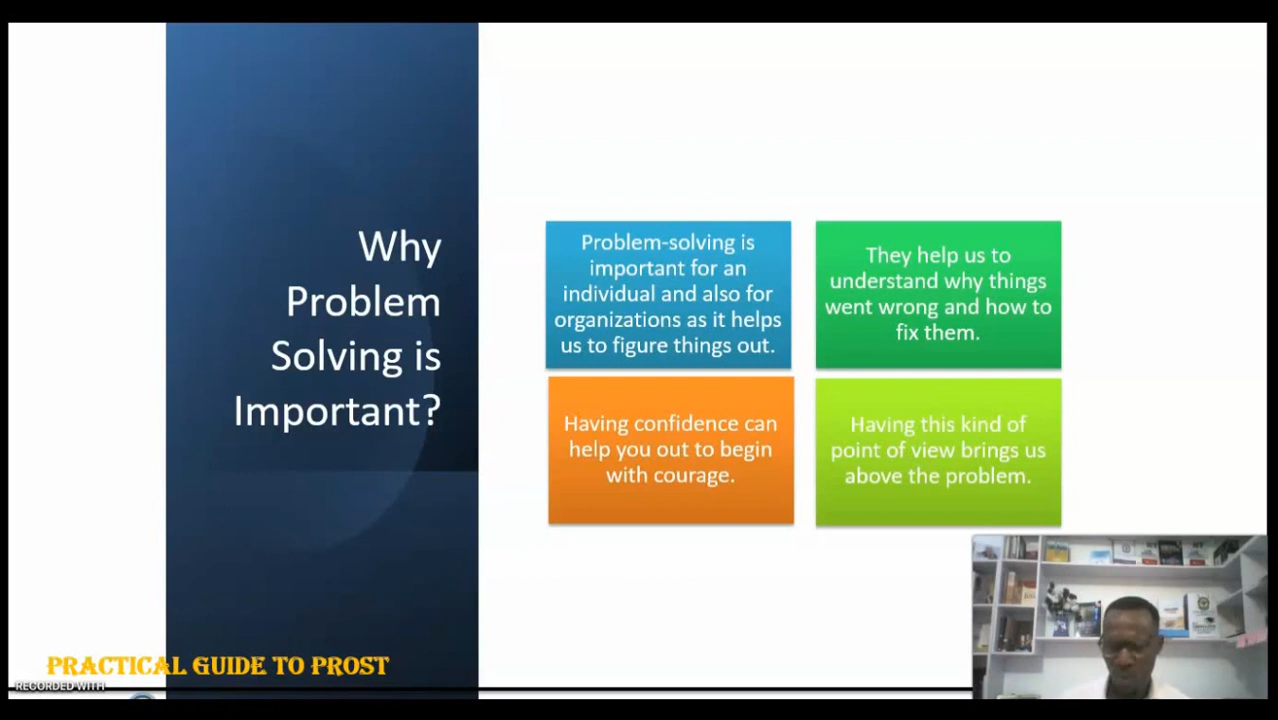 Why
Problem
Solving is
Important?
Problem-solving is
important for an
individual and also for
organizations as it helps
us to figure things out.
They help us to
understand why things
went wrong and how to
fix them.
Having confidence can
help you out to begin
with courage.
Having this kind of
point of view brings us
above the problem.
PRACTICAL GUIDE TO PROST
RECORDED WITH